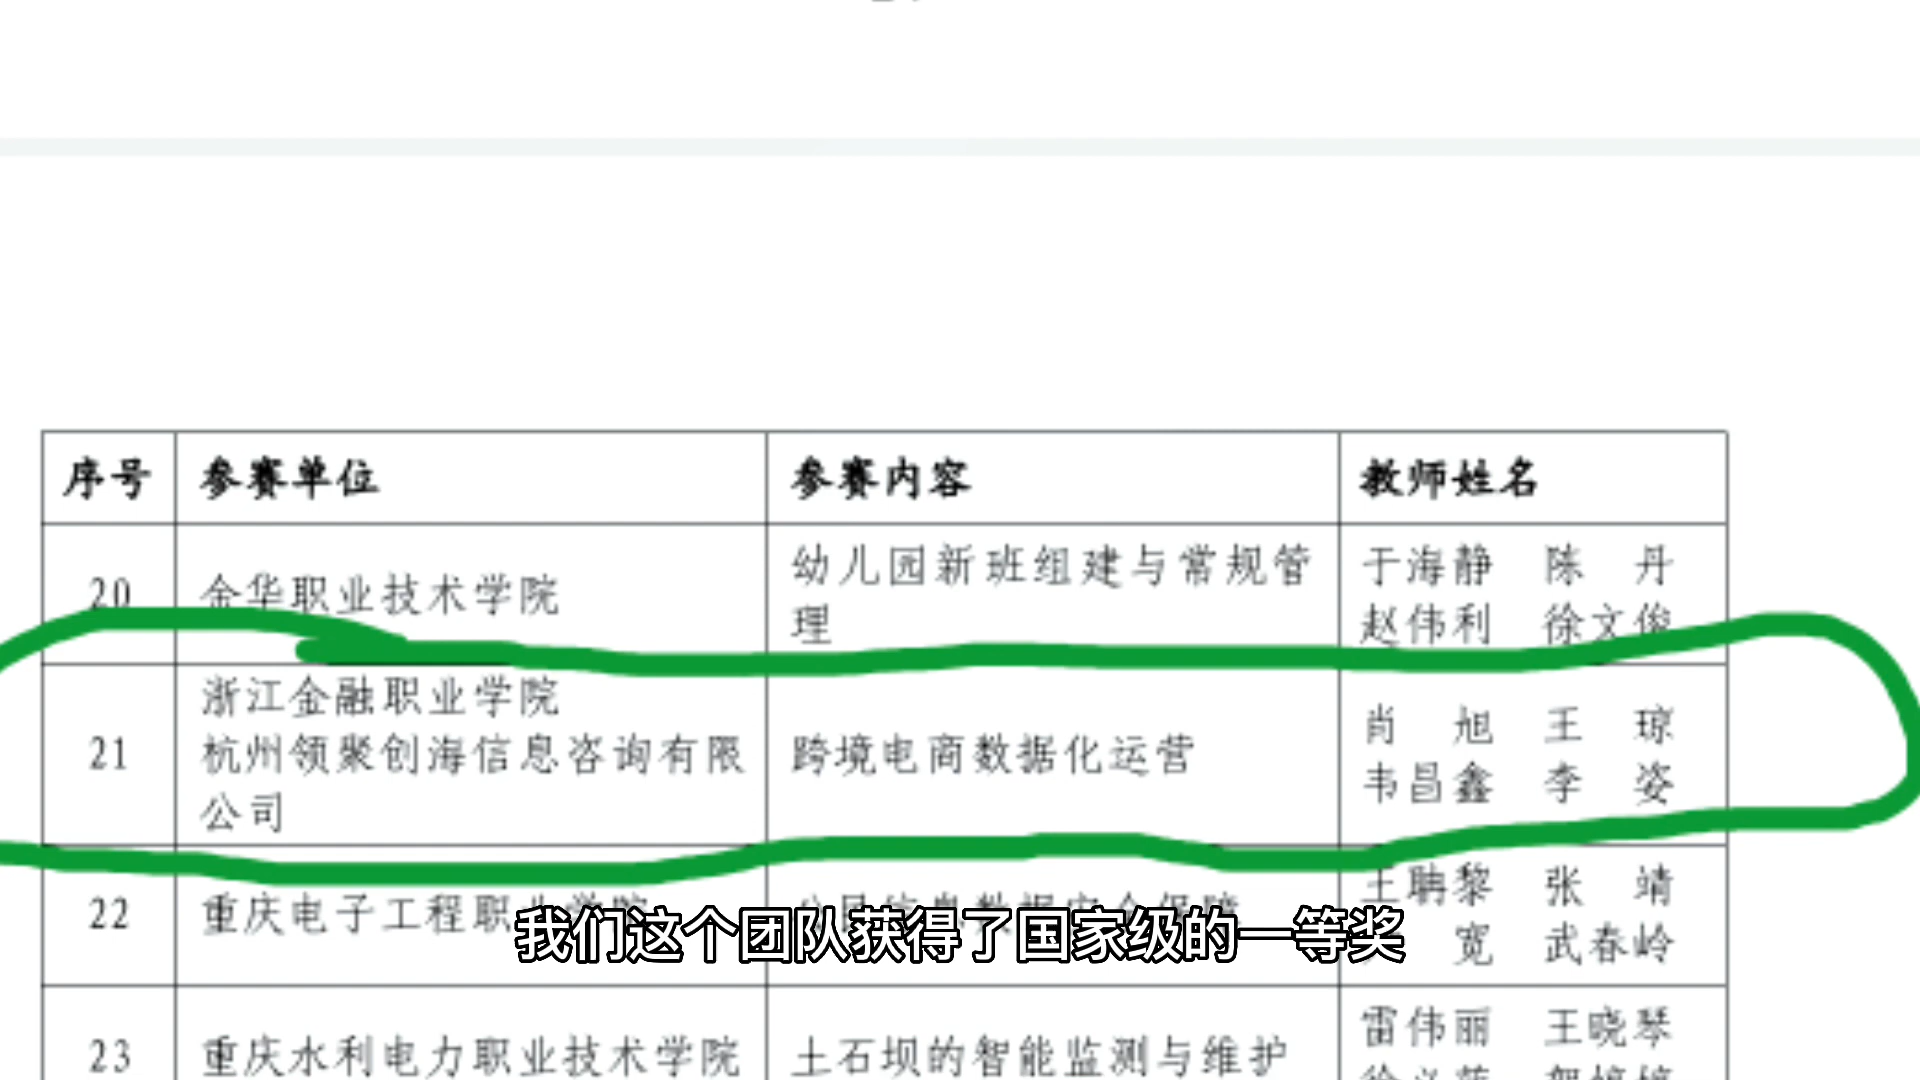 序号 参赛单位 参赛内容 教师姓名
20 金华职业技术学院 幼儿园新班组建与常规管
理
于海静 陈 丹
赵伟利 徐文俊
21 浙江金融职业学院
杭州领聚创海信息咨询有限
公司
跨境电商数据化运营
肖 旭 王 琼
韦昌鑫 李 姿
22 重庆电子工程职业学院
王聃黎 张 靖
宽 武春岭
我们这个团队获得了国家级的一等奖
23 重庆水利电力职业技术学院 土石坝的智能监测与维护
雷伟丽 王晓琴